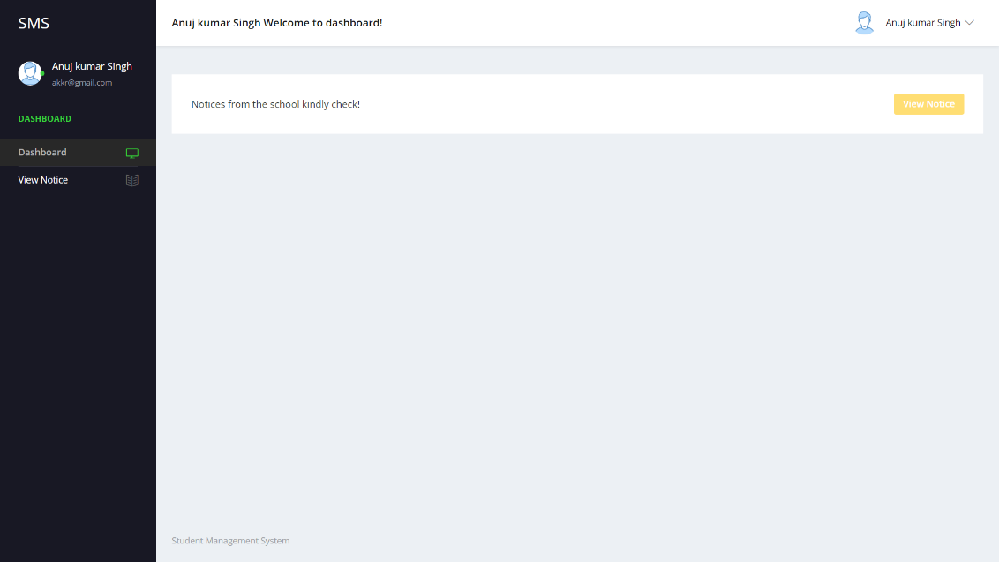 SMS
Anuj kumar Singh Welcome to dashboard!
Anuj kumar Singh
Anuj kumar Singh
akkr@gmail.com
DASHBOARD
Dashboard
View Notice
Notices from the school kindly check!
View Notice
Student Management System